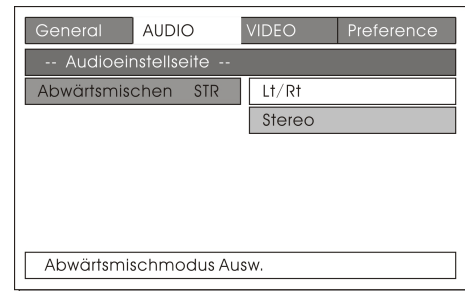 General AUDIO VIDEO Preference
-- Audioeinstellseite --
Abwärtsmischen STR Lt/Rt
Stereo
Abwärtsmischmodus Ausw.